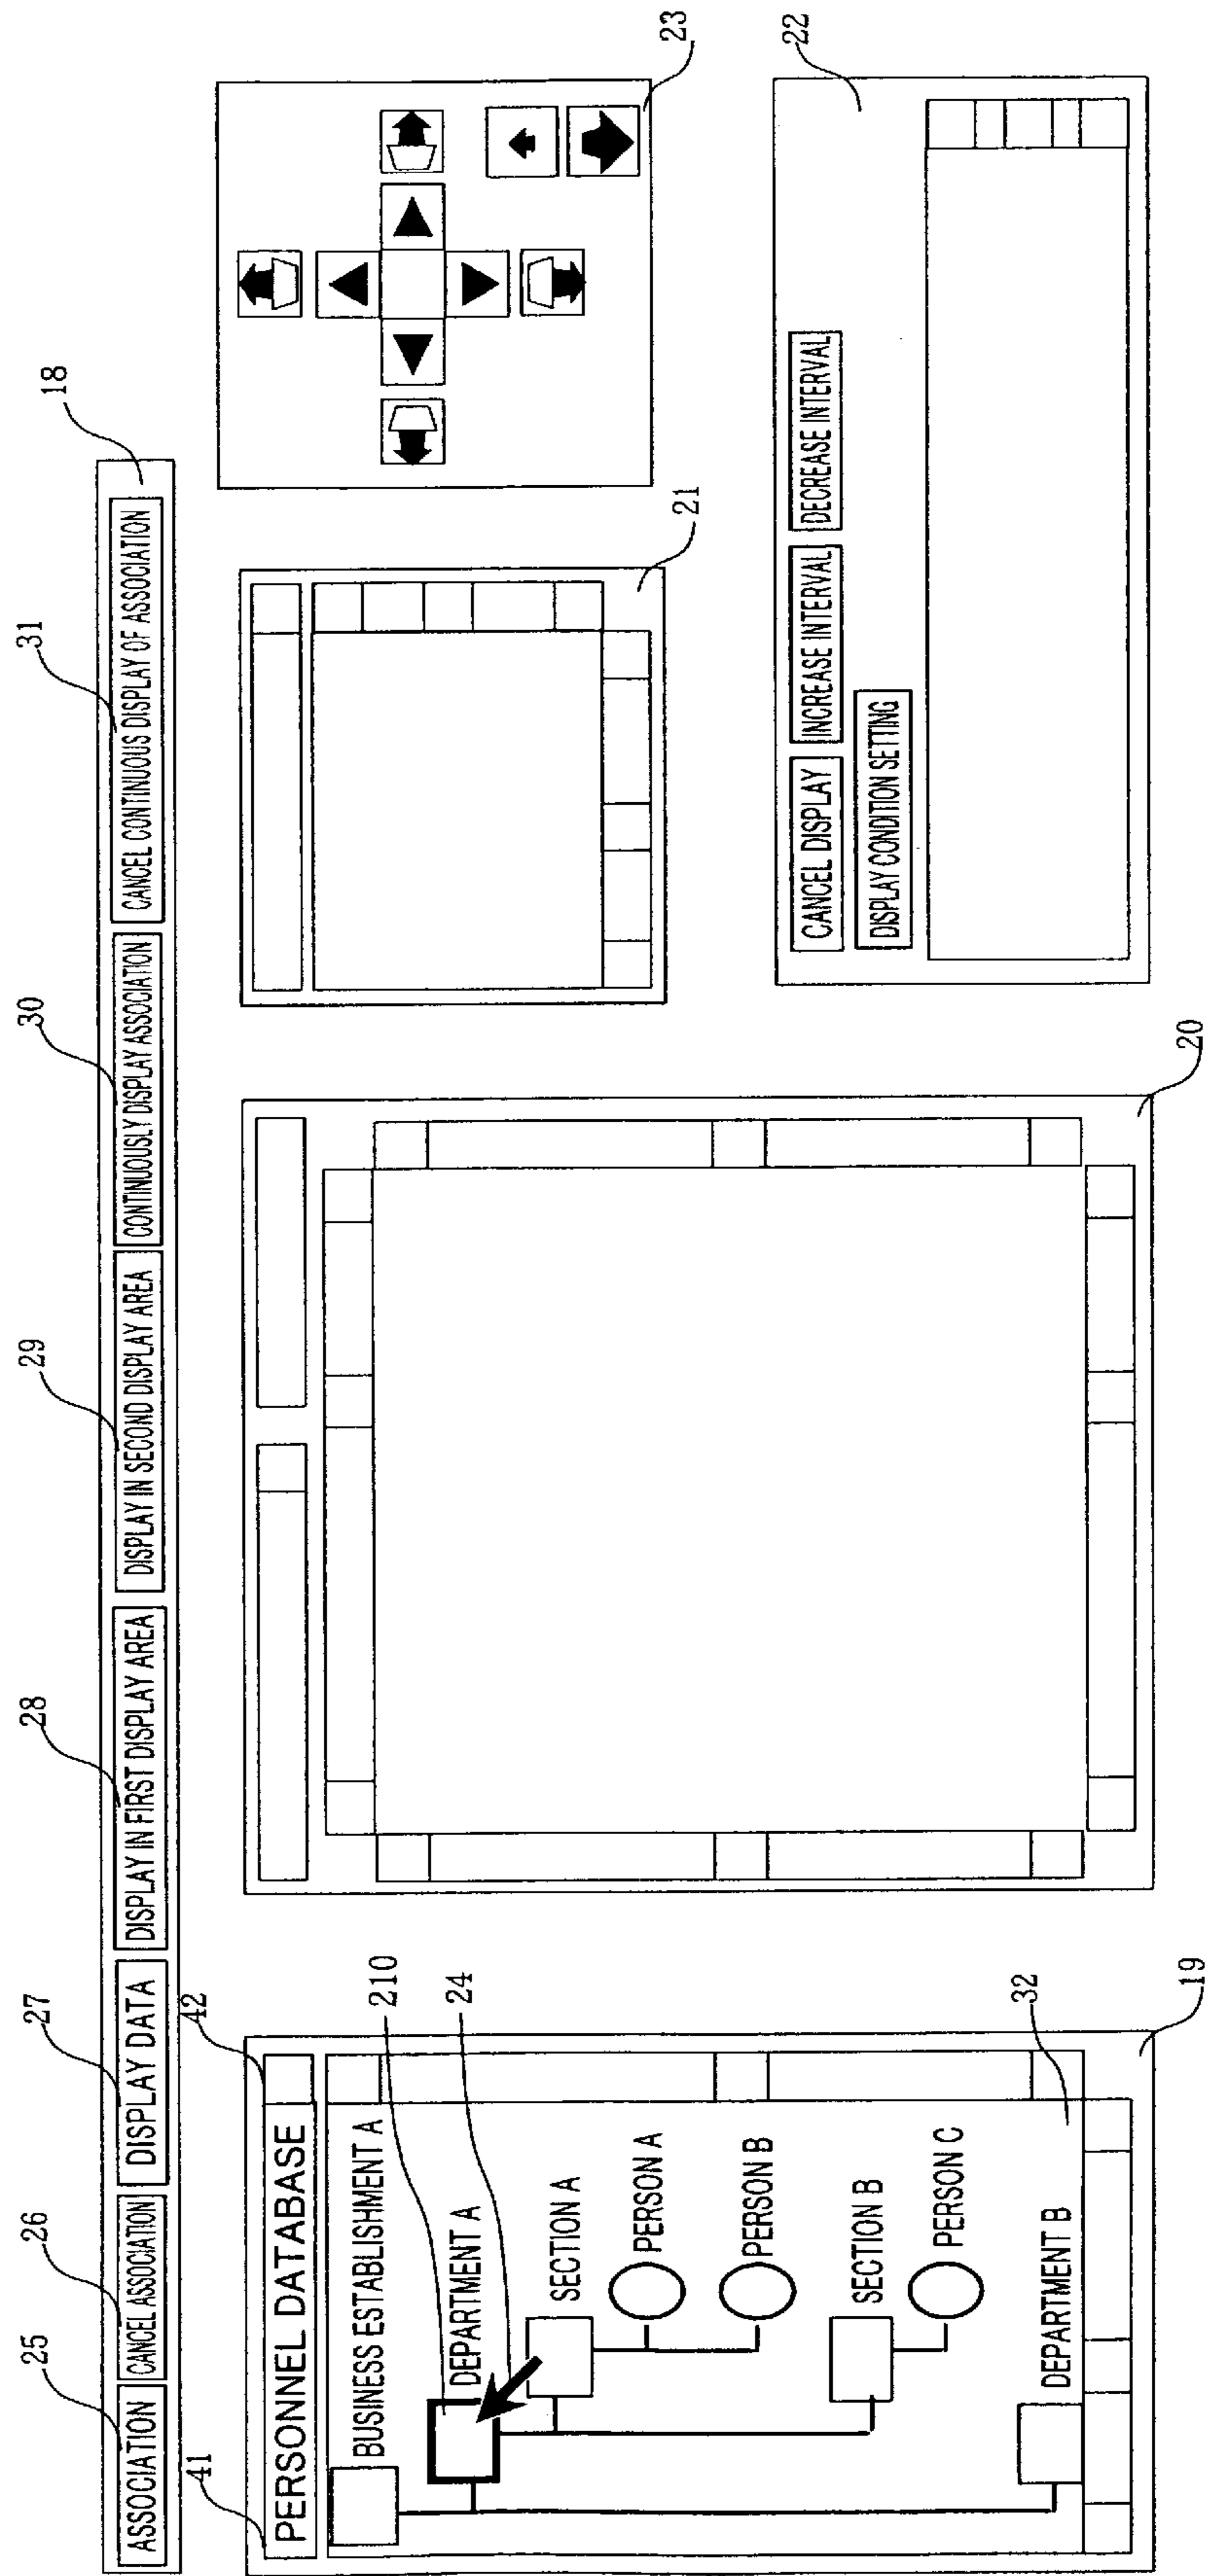 18
25
26
27
28
29
30
31
ASSOCIATION
CANCEL ASSOCIATION
DISPLAY DATA
DISPLAY IN FIRST DISPLAY AREA
DISPLAY IN SECOND DISPLAY AREA
CONTINUOUSLY DISPLAY ASSOCIATION
CANCEL CONTINUOUS DISPLAY OF ASSOCIATION
41
42
PERSONNEL DATABASE
BUSINESS ESTABLISHMENT A
210
DEPARTMENT A
24
SECTION A
PERSON A
PERSON B
SECTION B
PERSON C
32
DEPARTMENT B
19
20
21
23
CANCEL DISPLAY
INCREASE INTERVAL
DECREASE INTERVAL
22
DISPLAY CONDITION SETTING